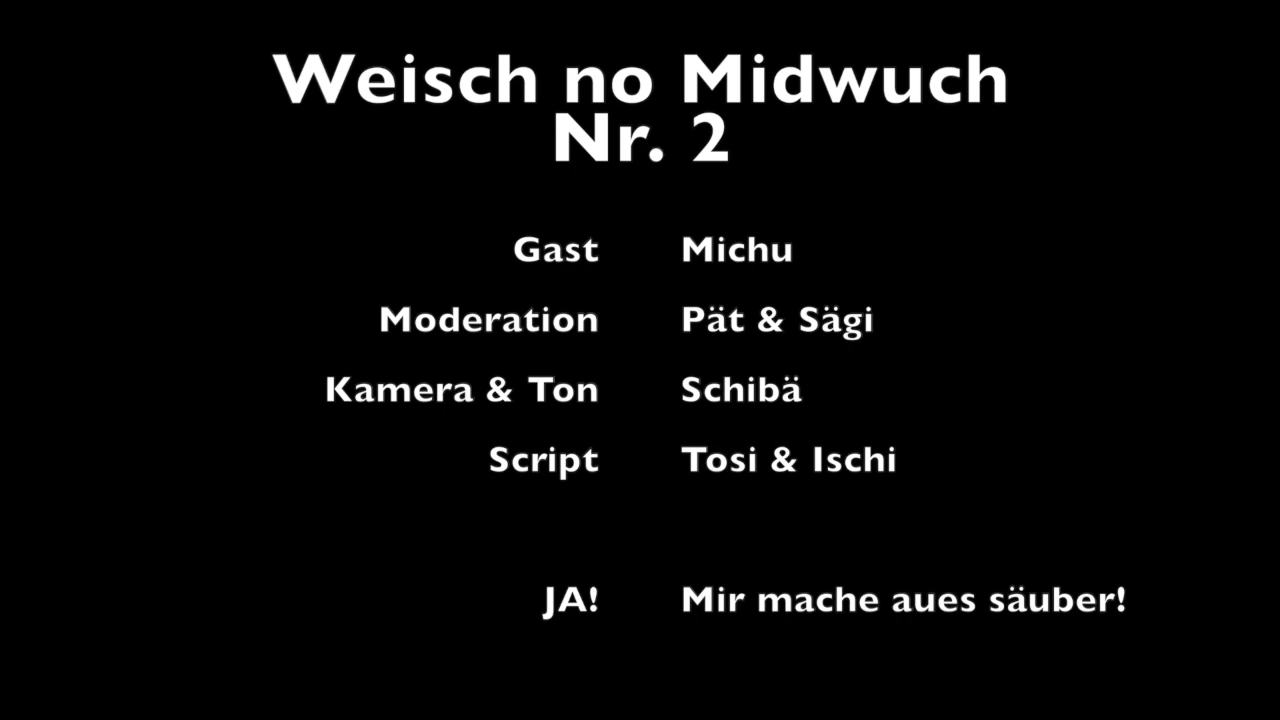 Weisch no Midwuch
Nr. 2
Gast Michu
Moderation Pät & Sägi
Kamera & Ton Schibä
Script Tosi & Ischi
JA! Mir mache aues säuber!